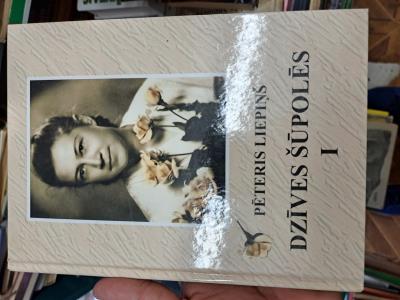 PĒTERIS LIEPIŅŠ
DZĪVES ŠŪPOLĒS
I